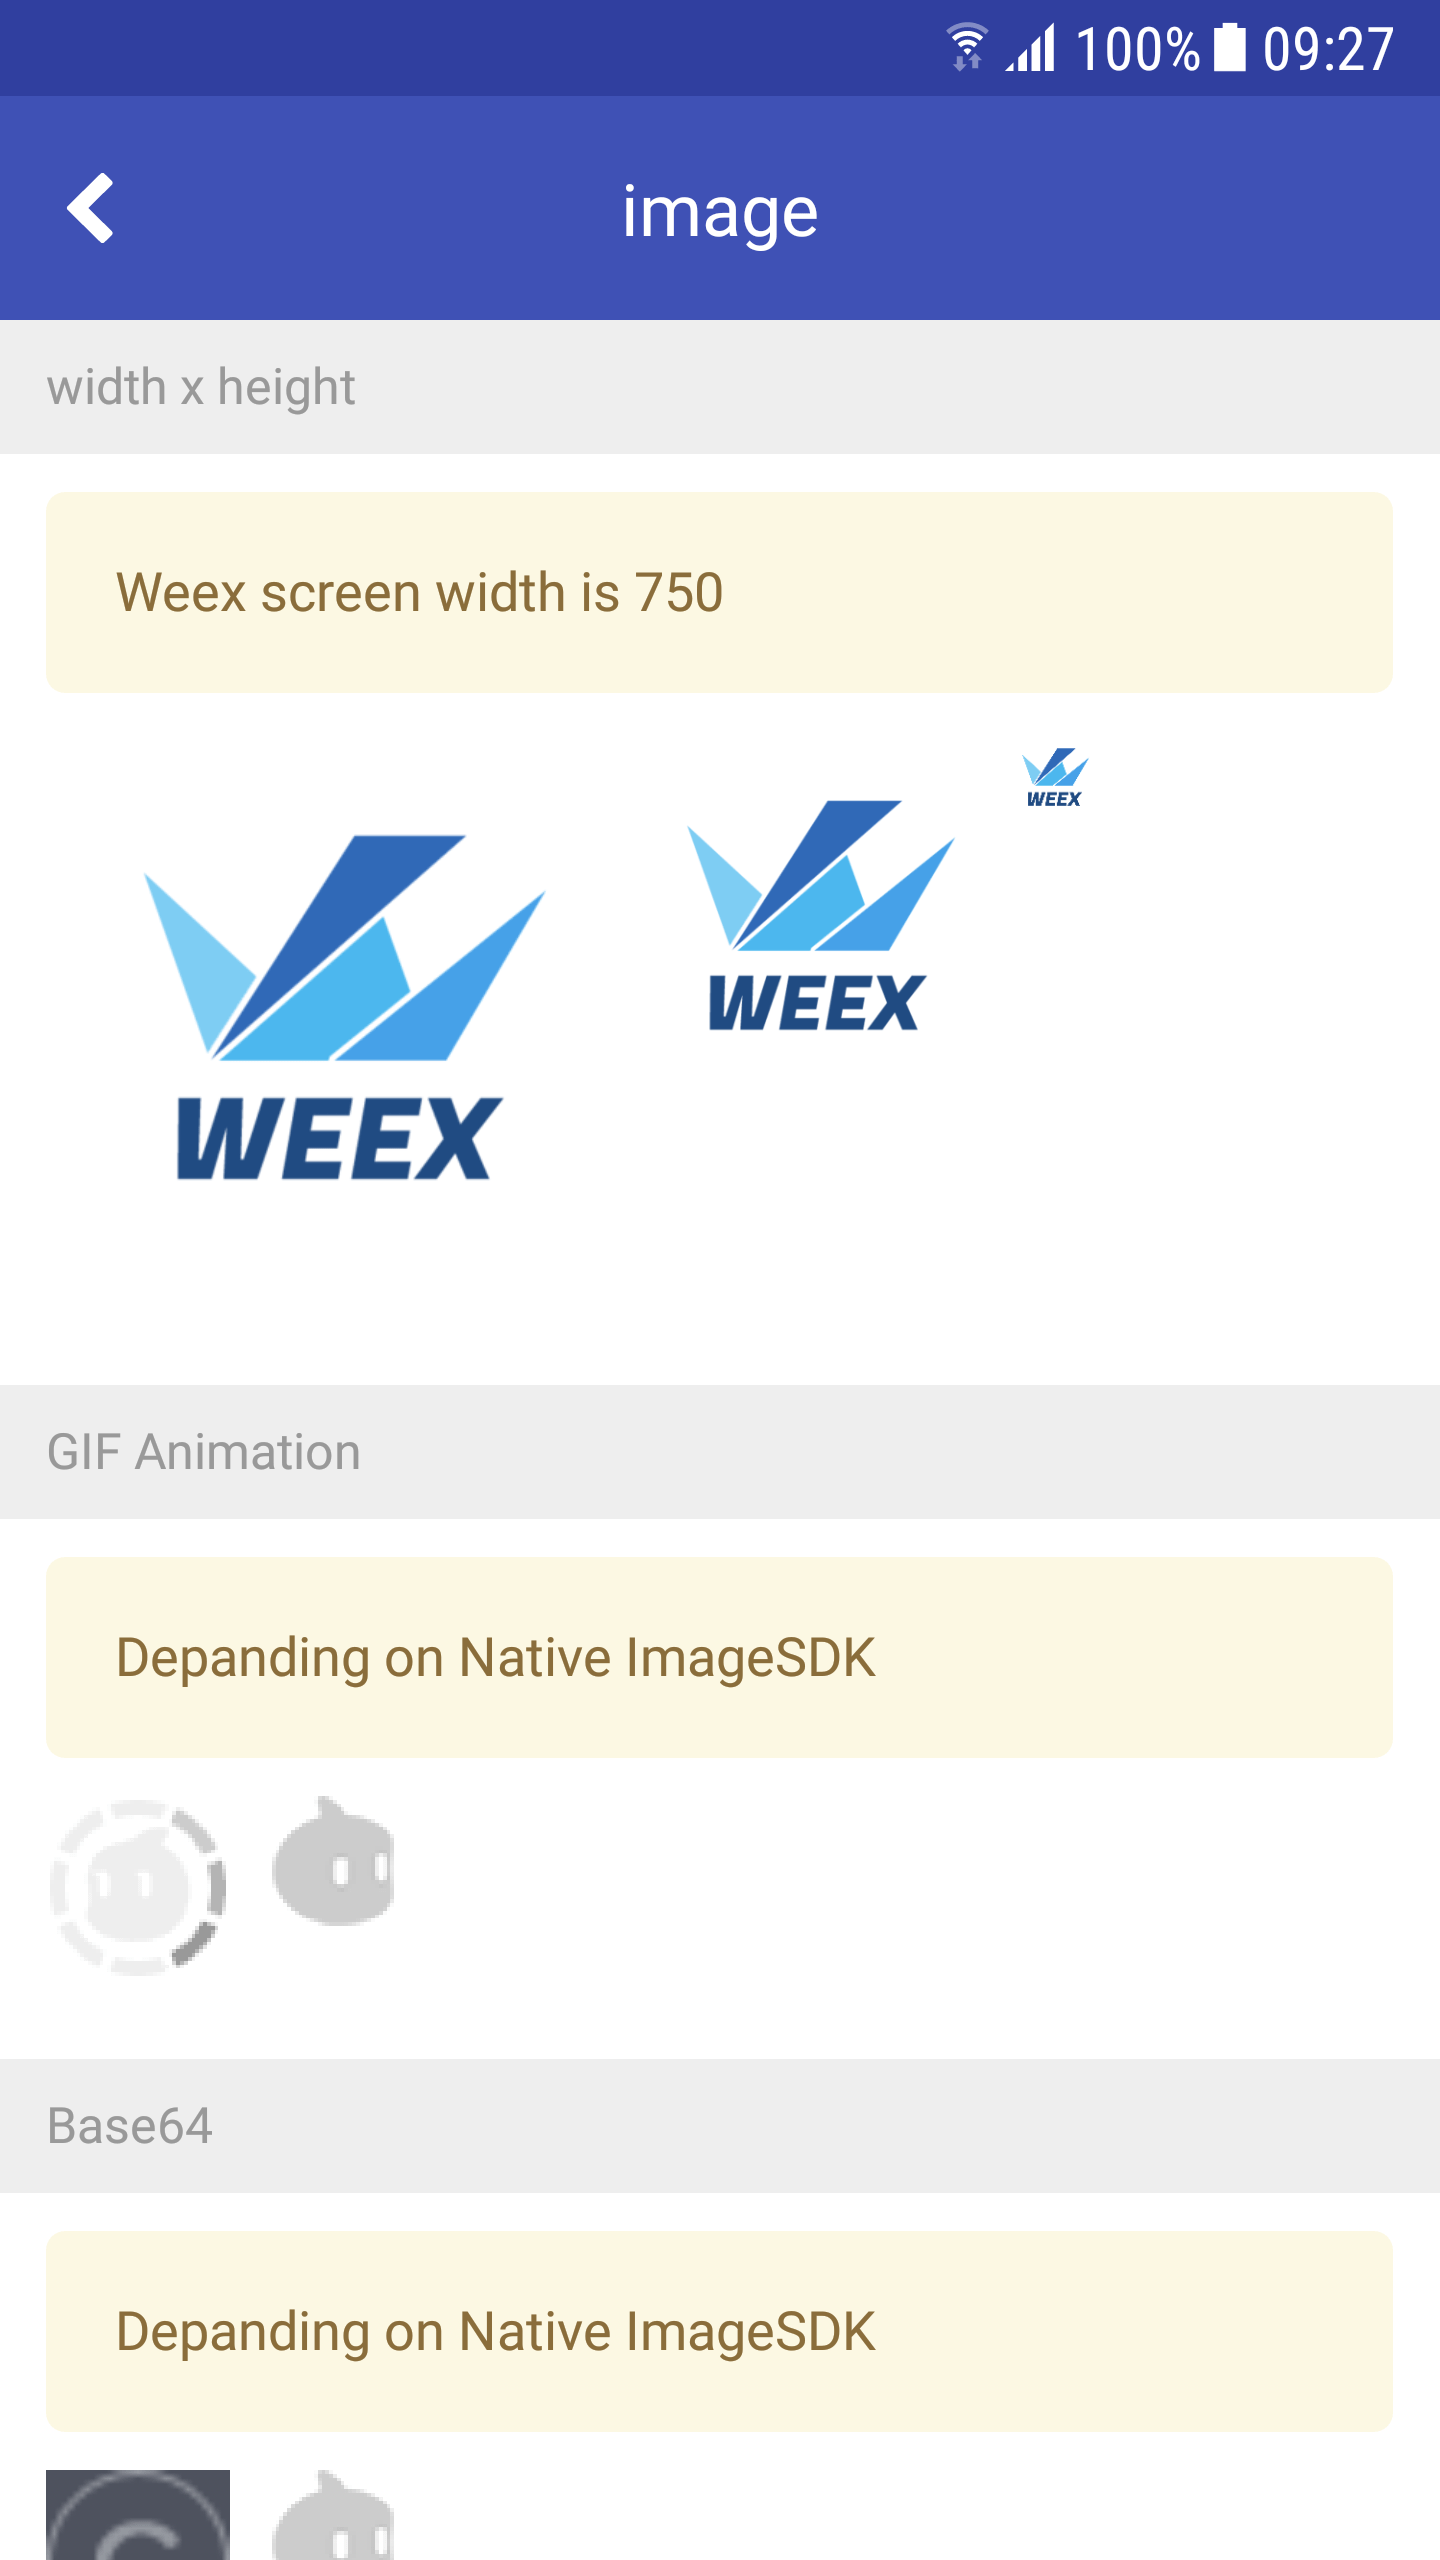 100% 09:27
image
width x height
Weex screen width is 750
WEEX
WEEX
WEEX
GIF Animation
Depanding on Native ImageSDK
Base64
Depanding on Native ImageSDK